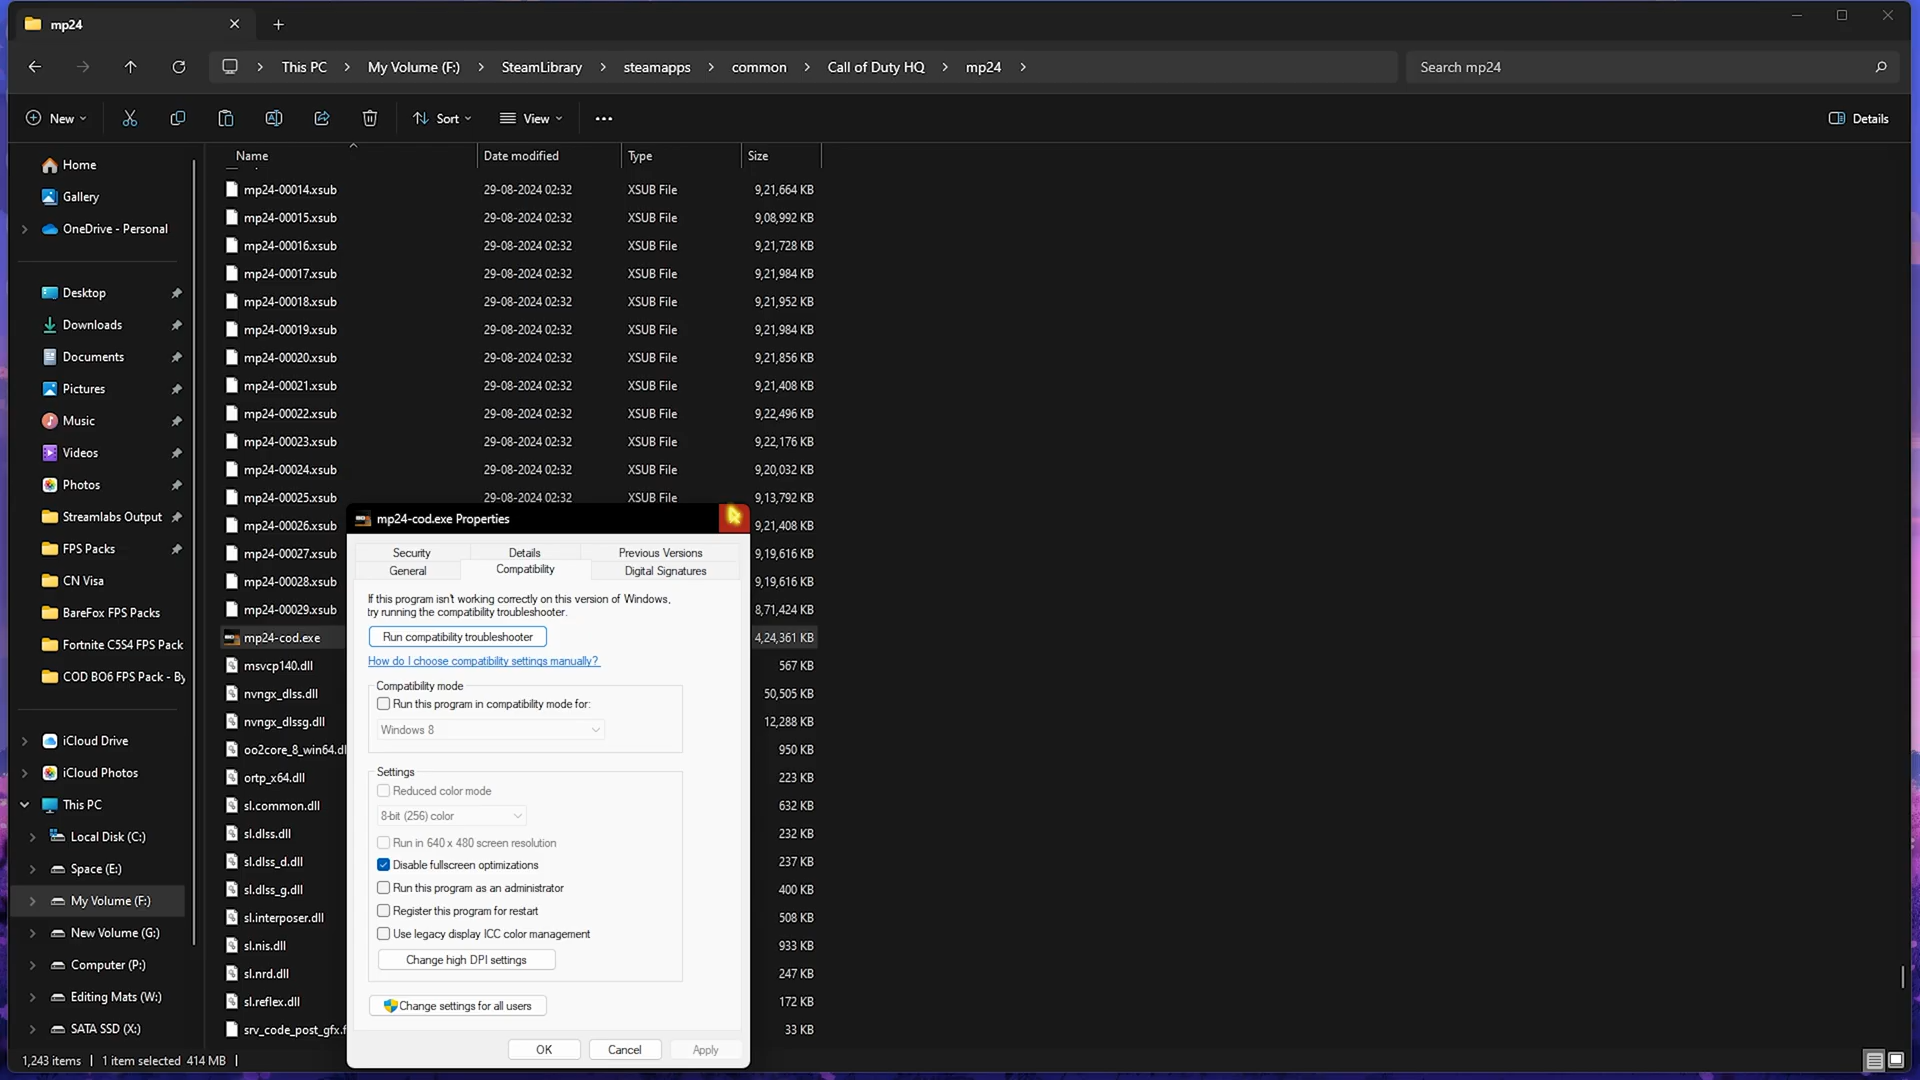 mp24
This PC
My Volume (F:)
SteamLibrary
steamapps
common
Call of Duty HQ
mp24
Search mp24
New
Sort
View
Details
Name
Date modified
Type
Size
Home
Gallery
OneDrive - Personal
Desktop
Downloads
Documents
Pictures
Music
Videos
Photos
Streamlabs Output
FPS Packs
CN Visa
BareFox FPS Packs
Fortnite C5S4 FPS Pack
COD BO6 FPS Pack - By
iCloud Drive
iCloud Photos
This PC
Local Disk (C:)
Space (E:)
My Volume (F:)
New Volume (G:)
Computer (P:)
Editing Mats (W:)
SATA SSD (X:)
mp24-00014.xsub 29-08-2024 02:32 XSUB File 9,21,664 KB
mp24-00015.xsub 29-08-2024 02:32 XSUB File 9,08,992 KB
mp24-00016.xsub 29-08-2024 02:32 XSUB File 9,21,728 KB
mp24-00017.xsub 29-08-2024 02:32 XSUB File 9,21,984 KB
mp24-00018.xsub 29-08-2024 02:32 XSUB File 9,21,952 KB
mp24-00019.xsub 29-08-2024 02:32 XSUB File 9,21,984 KB
mp24-00020.xsub 29-08-2024 02:32 XSUB File 9,21,856 KB
mp24-00021.xsub 29-08-2024 02:32 XSUB File 9,21,408 KB
mp24-00022.xsub 29-08-2024 02:32 XSUB File 9,22,496 KB
mp24-00023.xsub 29-08-2024 02:32 XSUB File 9,22,176 KB
mp24-00024.xsub 29-08-2024 02:32 XSUB File 9,20,032 KB
mp24-00025.xsub 29-08-2024 02:32 XSUB File 9,13,792 KB
mp24-00026.xsub 9,21,408 KB
mp24-00027.xsub 9,19,616 KB
mp24-00028.xsub 9,19,616 KB
mp24-00029.xsub 8,71,424 KB
mp24-cod.exe 4,24,361 KB
msvcp140.dll 567 KB
nvngx_dlss.dll 50,505 KB
nvngx_dlssg.dll 12,288 KB
oo2core_8_win64.dl 950 KB
ortp_x64.dll 223 KB
sl.common.dll 632 KB
sl.dlss.dll 232 KB
sl.dlss_d.dll 237 KB
sl.dlss_g.dll 400 KB
sl.interposer.dll 508 KB
sl.nis.dll 933 KB
sl.nrd.dll 247 KB
sl.reflex.dll 172 KB
srv_code_post_gfx.f 33 KB
mp24-cod.exe Properties
Security Details Previous Versions
General Compatibility Digital Signatures
If this program isn't working correctly on this version of Windows,
try running the compatibility troubleshooter.
Run compatibility troubleshooter
How do I choose compatibility settings manually?
Compatibility mode
Run this program in compatibility mode for:
Windows 8
Settings
Reduced color mode
8-bit (256) color
Run in 640 x 480 screen resolution
Disable fullscreen optimizations
Run this program as an administrator
Register this program for restart
Use legacy display ICC color management
Change high DPI settings
Change settings for all users
OK Cancel Apply
1,243 items 1 item selected 414 MB